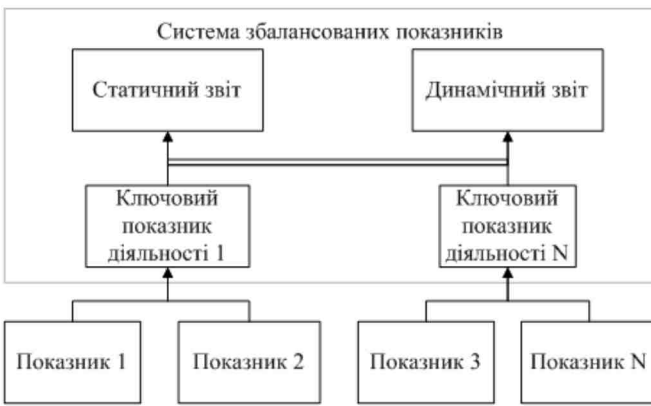 Система збалансованих показників
Статичний звіт
Динамічний звіт
Ключовий
показник
діяльності 1
Ключовий
показник
діяльності N
Показник 1
Показник 2
Показник 3
Показник N